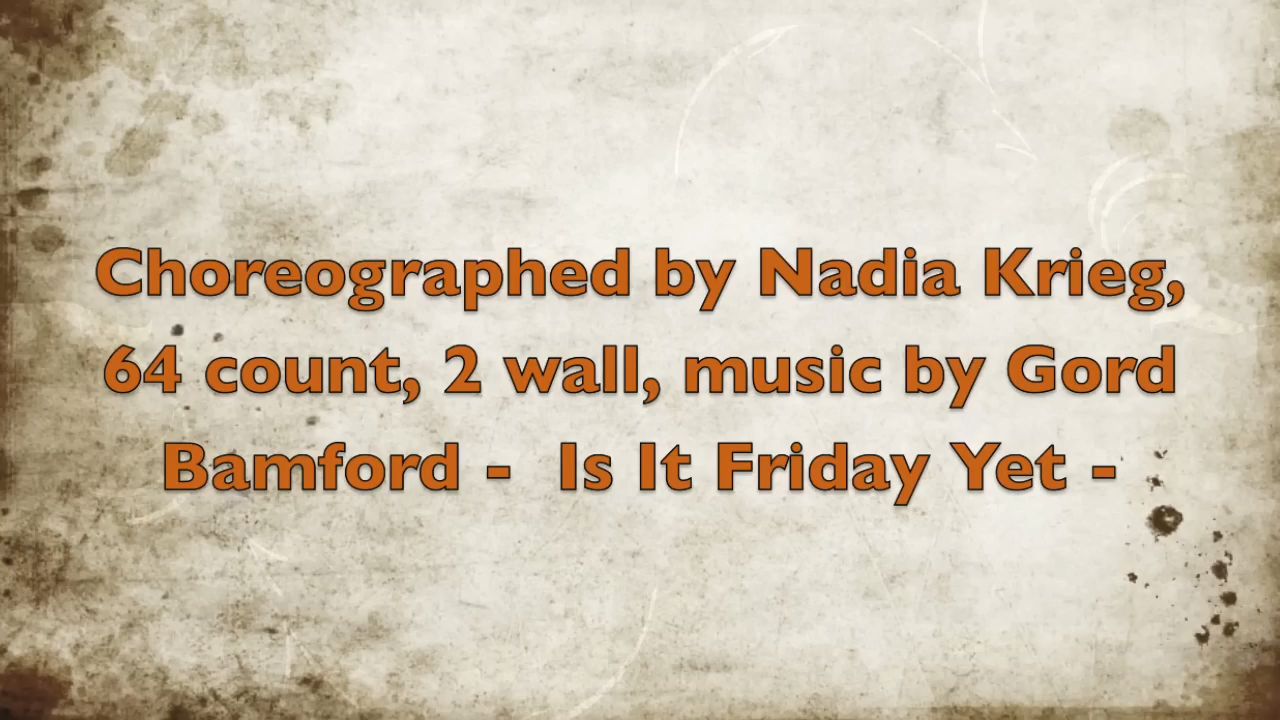 Choreographed by Nadia Krieg,
64 count, 2 wall, music by Gord
Bamford -  Is It Friday Yet -